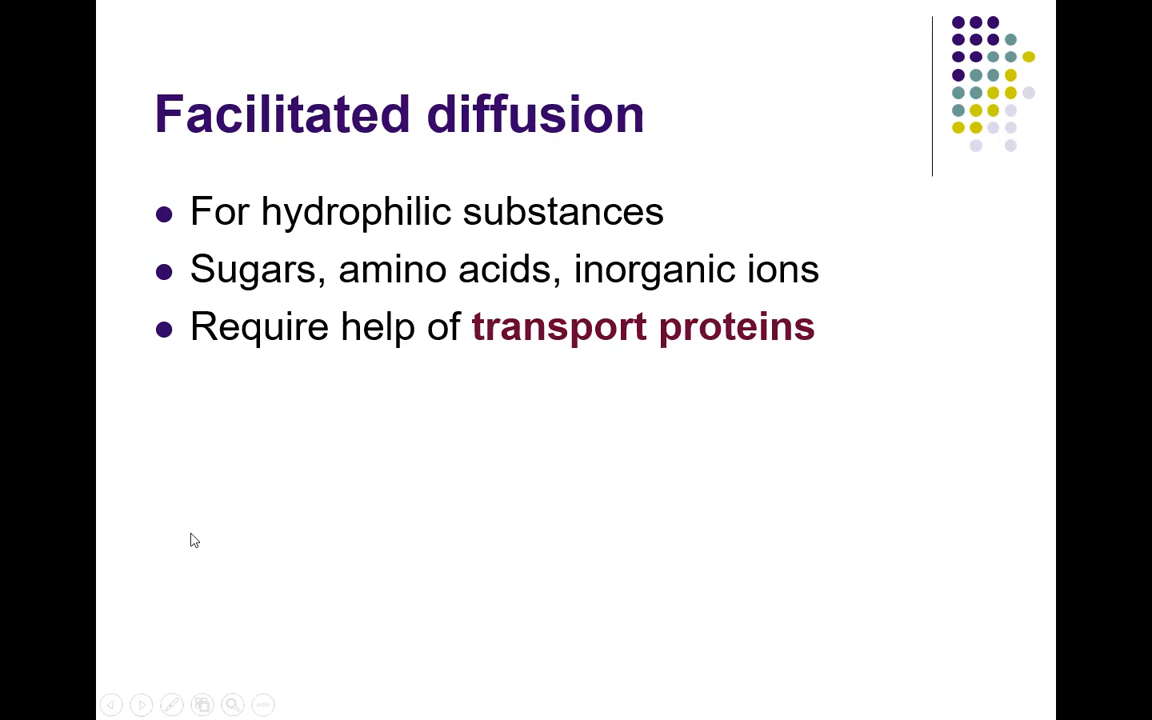 Facilitated diffusion
For hydrophilic substances
Sugars, amino acids, inorganic ions
Require help of transport proteins